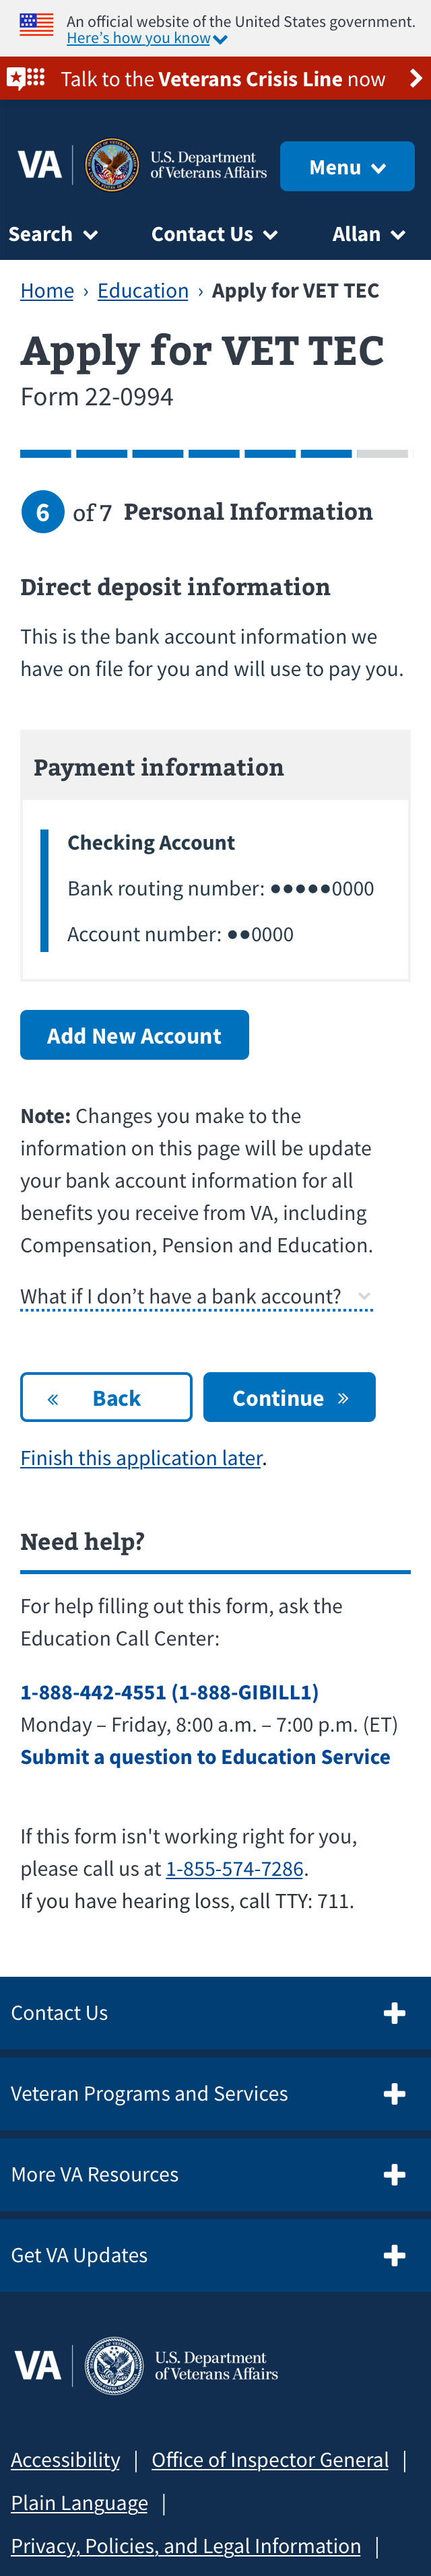 An official website of the United States government.
Here’s how you know
Talk to the Veterans Crisis Line now
VA
U.S. Department
of Veterans Affairs
Menu
Search
Contact Us
Allan
Home › Education › Apply for VET TEC
Apply for VET TEC
Form 22-0994
6 of 7 Personal Information
Direct deposit information
This is the bank account information we
have on file for you and will use to pay you.
Payment information
Checking Account
Bank routing number: ●●●●●0000
Account number: ●●0000
Add New Account
Note: Changes you make to the
information on this page will be update
your bank account information for all
benefits you receive from VA, including
Compensation, Pension and Education.
What if I don’t have a bank account?
« Back
Continue »
Finish this application later.
Need help?
For help filling out this form, ask the
Education Call Center:
1-888-442-4551 (1-888-GIBILL1)
Monday – Friday, 8:00 a.m. – 7:00 p.m. (ET)
Submit a question to Education Service
If this form isn't working right for you,
please call us at 1-855-574-7286.
If you have hearing loss, call TTY: 711.
Contact Us
Veteran Programs and Services
More VA Resources
Get VA Updates
VA
U.S. Department
of Veterans Affairs
Accessibility | Office of Inspector General |
Plain Language |
Privacy, Policies, and Legal Information |